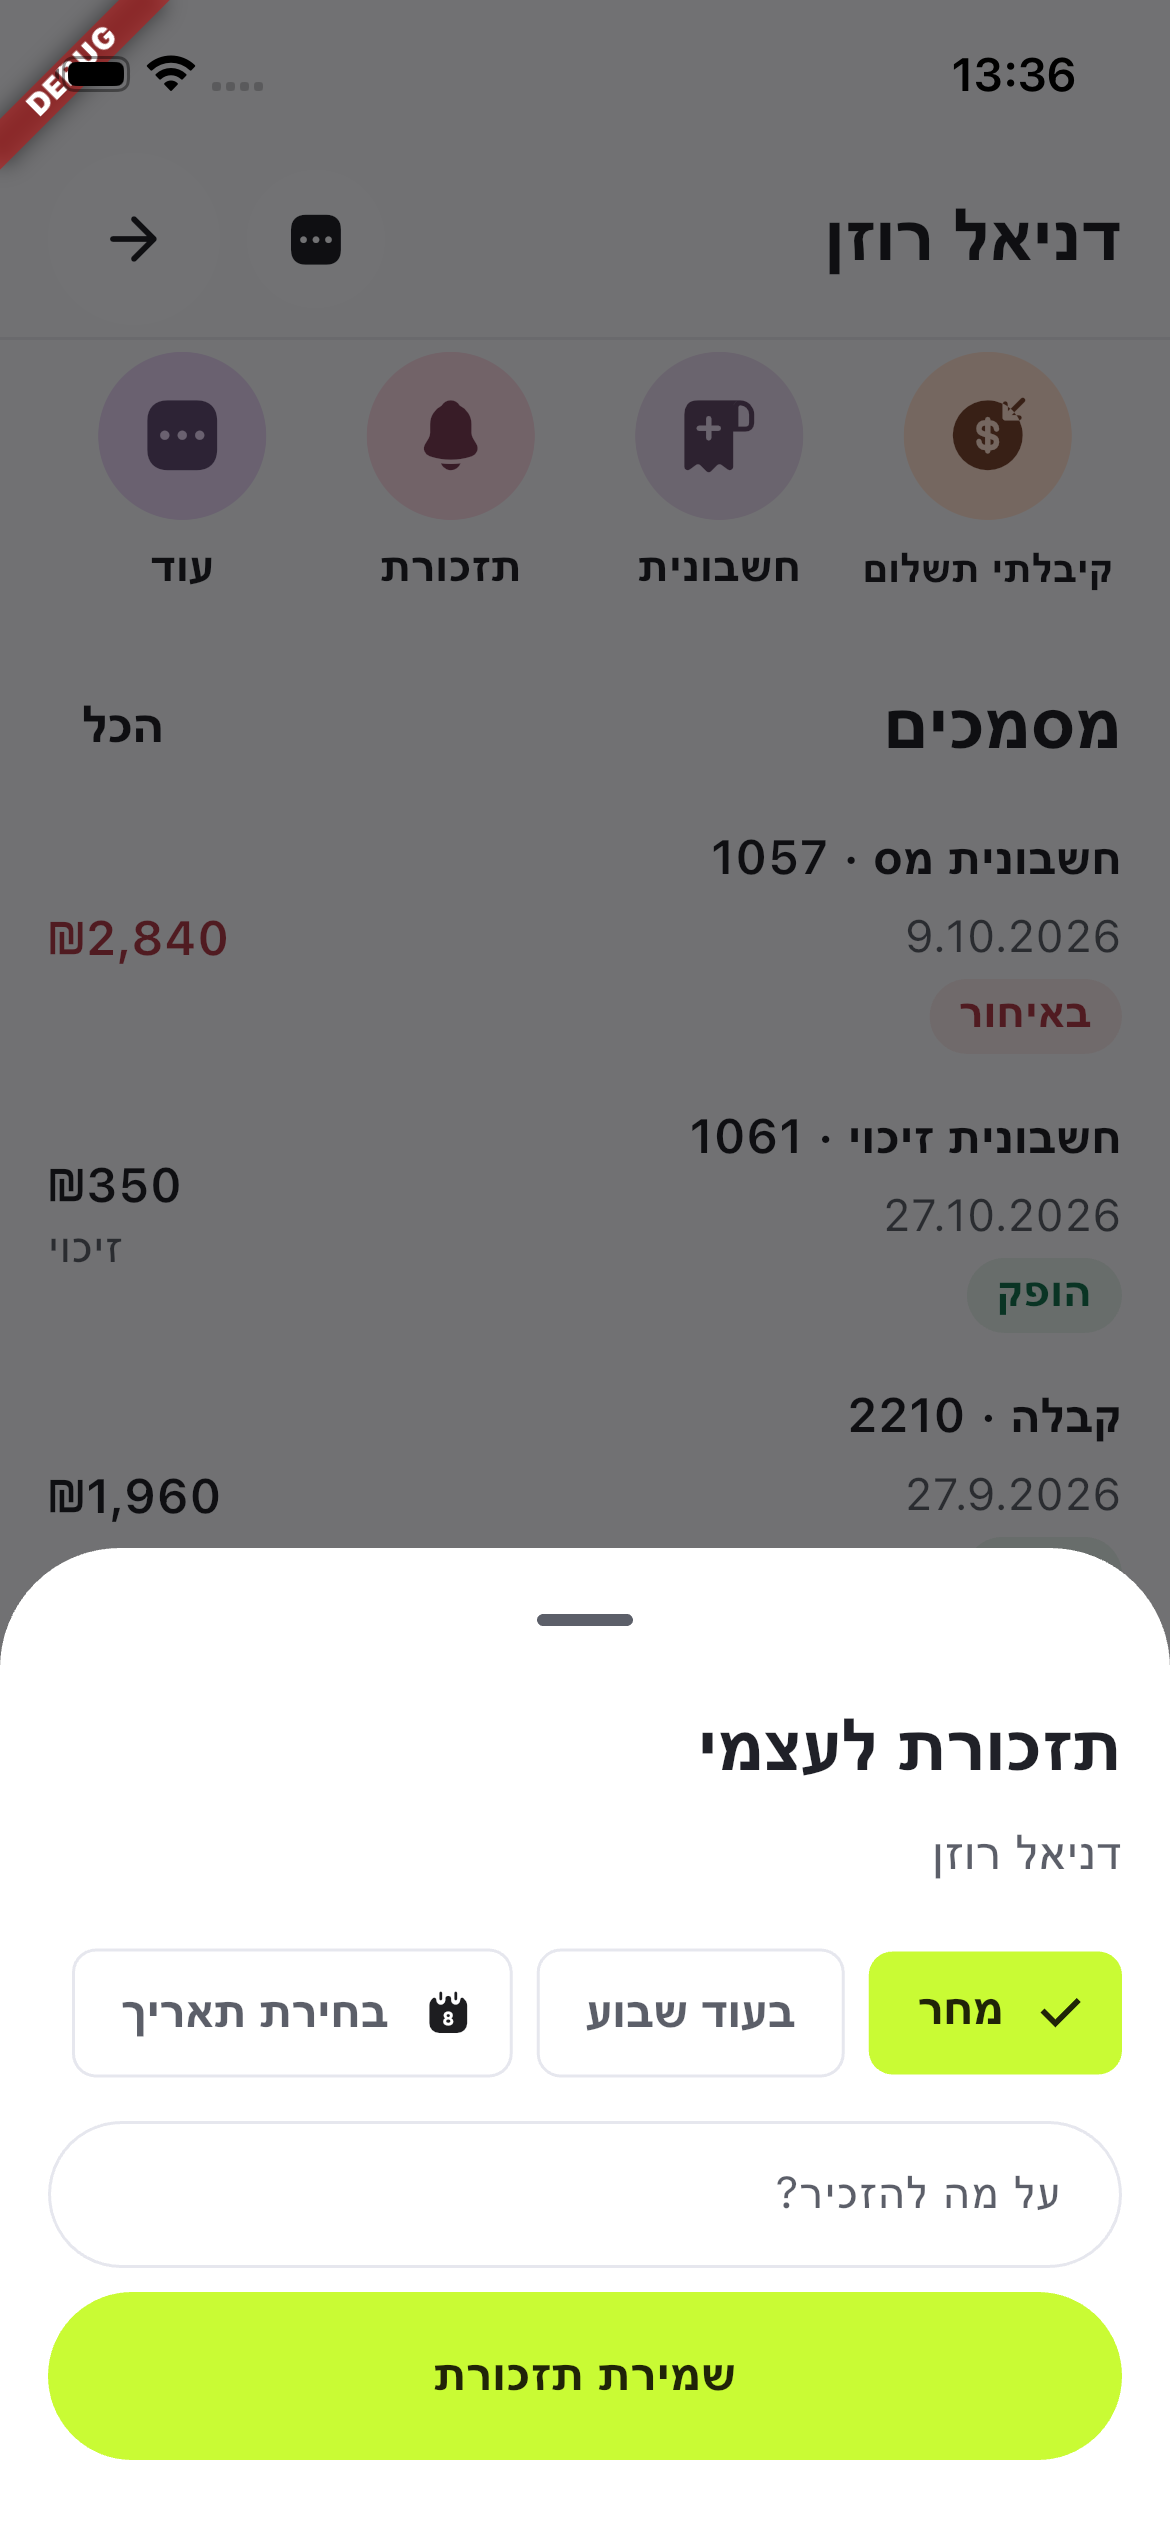 13:36
DEBUG
דניאל רוזן
קיבלתי תשלום
חשבונית
תזכורת
עוד
מסמכים
הכל
חשבונית מס · 1057
9.10.2026
₪2,840
באיחור
חשבונית זיכוי · 1061
₪350
27.10.2026
זיכוי
הופק
קבלה · 2210
27.9.2026
₪1,960
תזכורת לעצמי
דניאל רוזן
מחר
בעוד שבוע
8
בחירת תאריך
על מה להזכיר?
שמירת תזכורת